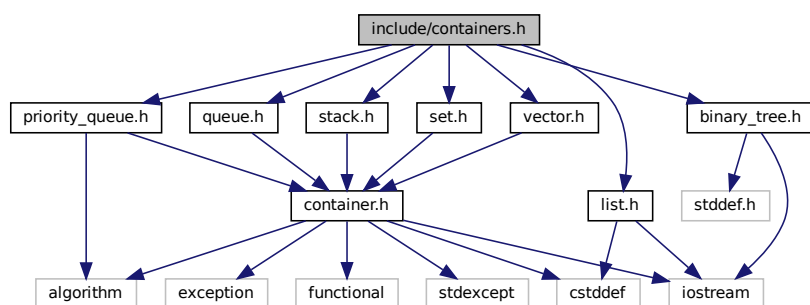 include/containers.h
priority_queue.h queue.h stack.h set.h vector.h binary_tree.h
container.h list.h stddef.h
algorithm exception functional stdexcept cstddef iostream